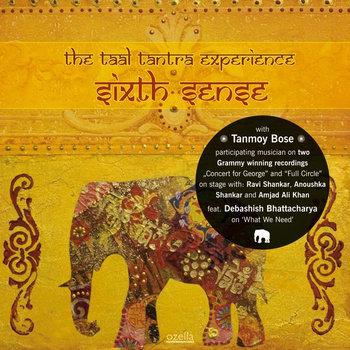 the taal tantra experience
sixth sense
with
Tanmoy Bose
participating musician on two
Grammy winning recordings
„Concert for George" and "Full Circle"
on stage with: Ravi Shankar, Anoushka
Shankar and Amjad Ali Khan
feat. Debashish Bhattacharya
on 'What We Need'
ozella